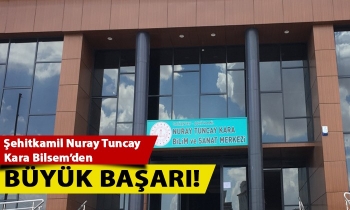 NURAY TUNCAY KARA
BİLİM ve SANAT MERKEZİ
Şehitkamil Nuray Tuncay
Kara Bilsem'den
BÜYÜK BAŞARI!